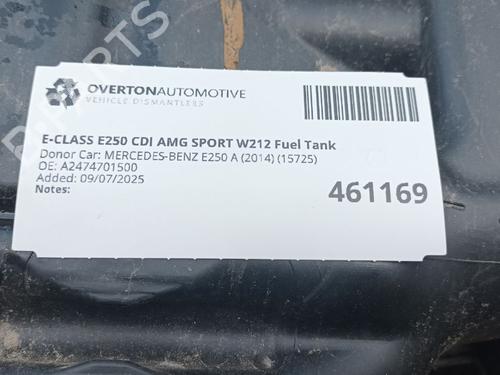 OVERTONAUTOMOTIVE
VEHICLE DISMANTLERS
E-CLASS E250 CDI AMG SPORT W212 Fuel Tank
Donor Car: MERCEDES-BENZ E250 A (2014) (15725)
OE: A2474701500
Added: 09/07/2025
Notes:
461169